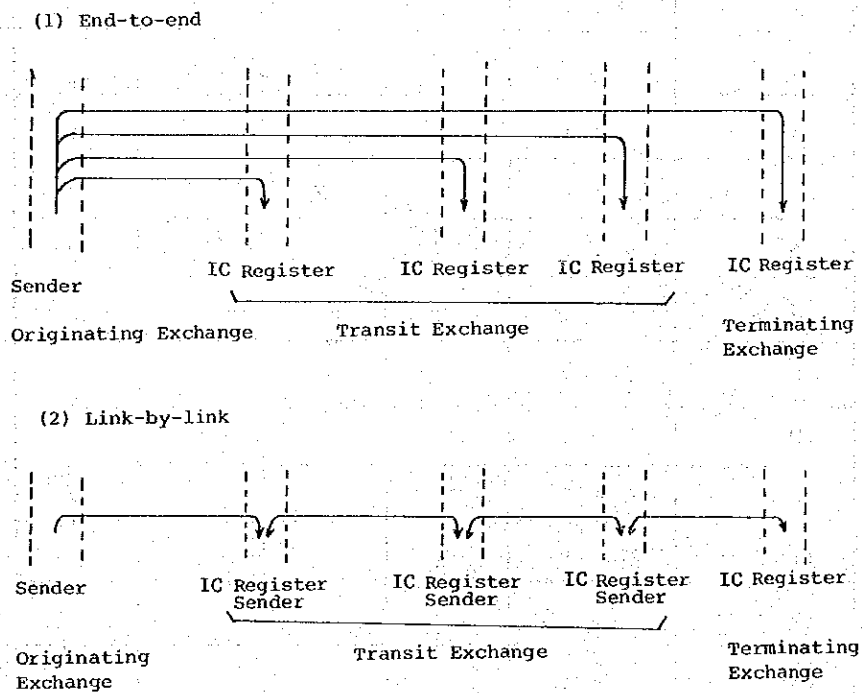 (1) End-to-end
IC Register IC Register IC Register IC Register
Sender
Originating Exchange Transit Exchange Terminating
Exchange
(2) Link-by-link
Sender IC Register IC Register IC Register IC Register
Sender Sender Sender
Originating Transit Exchange Terminating
Exchange Exchange